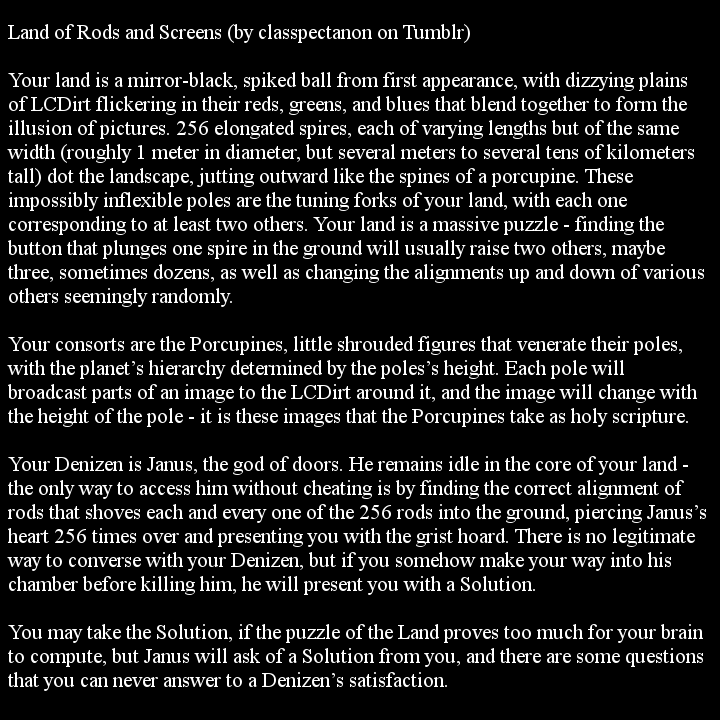 Land of Rods and Screens (by classpectanon on Tumblr)
Your land is a mirror-black, spiked ball from first appearance, with dizzying plains
of LCDirt flickering in their reds, greens, and blues that blend together to form the
illusion of pictures. 256 elongated spires, each of varying lengths but of the same
width (roughly 1 meter in diameter, but several meters to several tens of kilometers
tall) dot the landscape, jutting outward like the spines of a porcupine. These
impossibly inflexible poles are the tuning forks of your land, with each one
corresponding to at least two others. Your land is a massive puzzle - finding the
button that plunges one spire in the ground will usually raise two others, maybe
three, sometimes dozens, as well as changing the alignments up and down of various
others seemingly randomly.
Your consorts are the Porcupines, little shrouded figures that venerate their poles,
with the planet’s hierarchy determined by the poles’s height. Each pole will
broadcast parts of an image to the LCDirt around it, and the image will change with
the height of the pole - it is these images that the Porcupines take as holy scripture.
Your Denizen is Janus, the god of doors. He remains idle in the core of your land -
the only way to access him without cheating is by finding the correct alignment of
rods that shoves each and every one of the 256 rods into the ground, piercing Janus’s
heart 256 times over and presenting you with the grist hoard. There is no legitimate
way to converse with your Denizen, but if you somehow make your way into his
chamber before killing him, he will present you with a Solution.
You may take the Solution, if the puzzle of the Land proves too much for your brain
to compute, but Janus will ask of a Solution from you, and there are some questions
that you can never answer to a Denizen’s satisfaction.